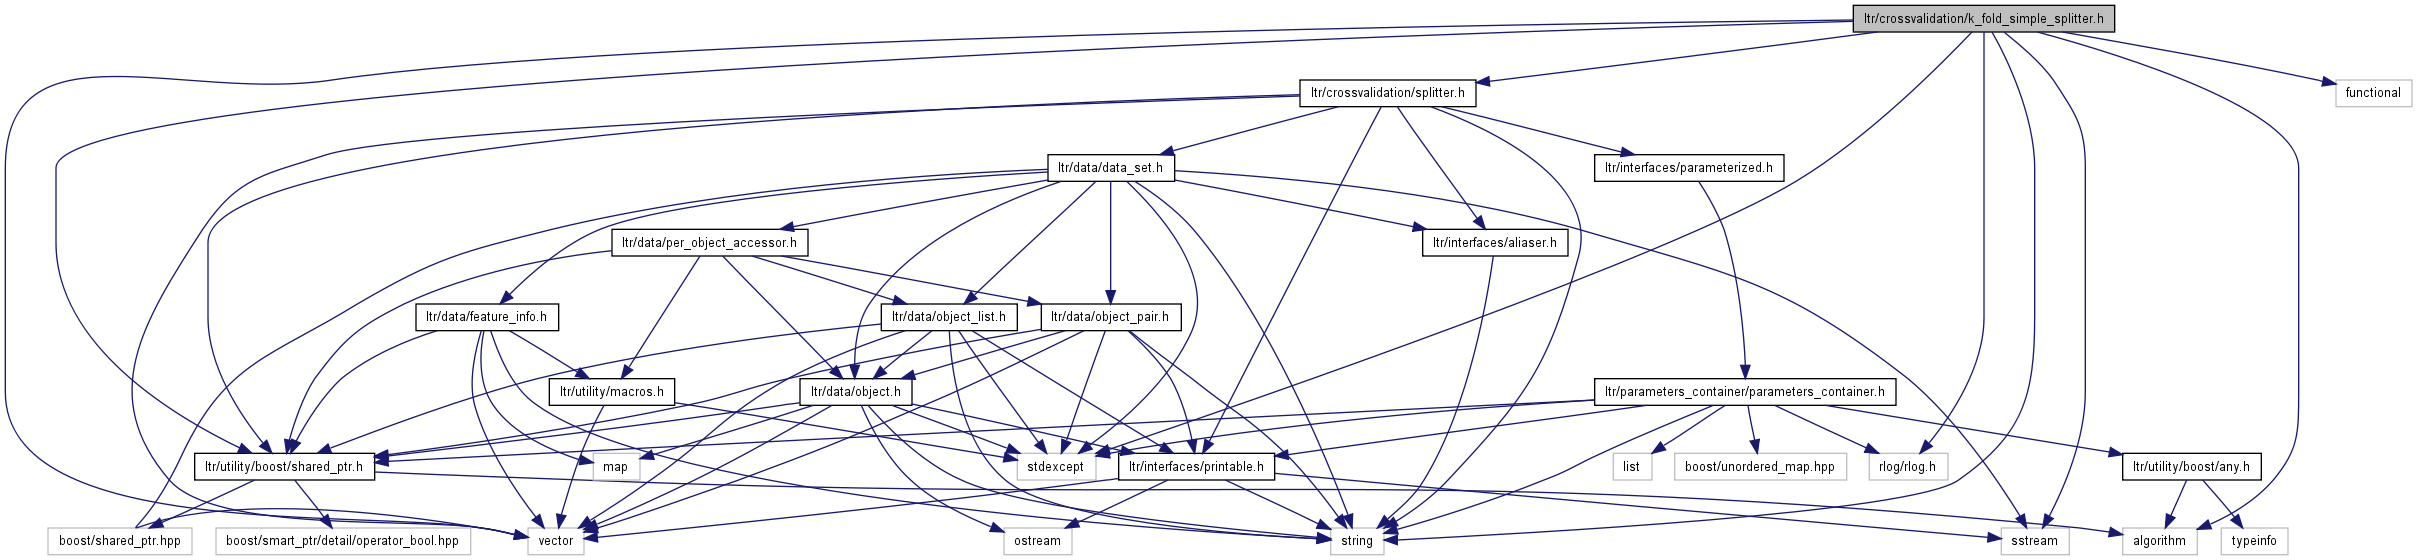 ltr/crossvalidation/k_fold_simple_splitter.h
ltr/crossvalidation/splitter.h
functional
ltr/data/data_set.h
ltr/interfaces/parameterized.h
ltr/data/per_object_accessor.h
ltr/interfaces/aliaser.h
ltr/data/feature_info.h
ltr/data/object_list.h
ltr/data/object_pair.h
ltr/utility/macros.h
ltr/data/object.h
ltr/parameters_container/parameters_container.h
ltr/utility/boost/shared_ptr.h
map
stdexcept
ltr/interfaces/printable.h
list
boost/unordered_map.hpp
rlog/rlog.h
ltr/utility/boost/any.h
boost/shared_ptr.hpp
boost/smart_ptr/detail/operator_bool.hpp
vector
ostream
string
sstream
algorithm
typeinfo